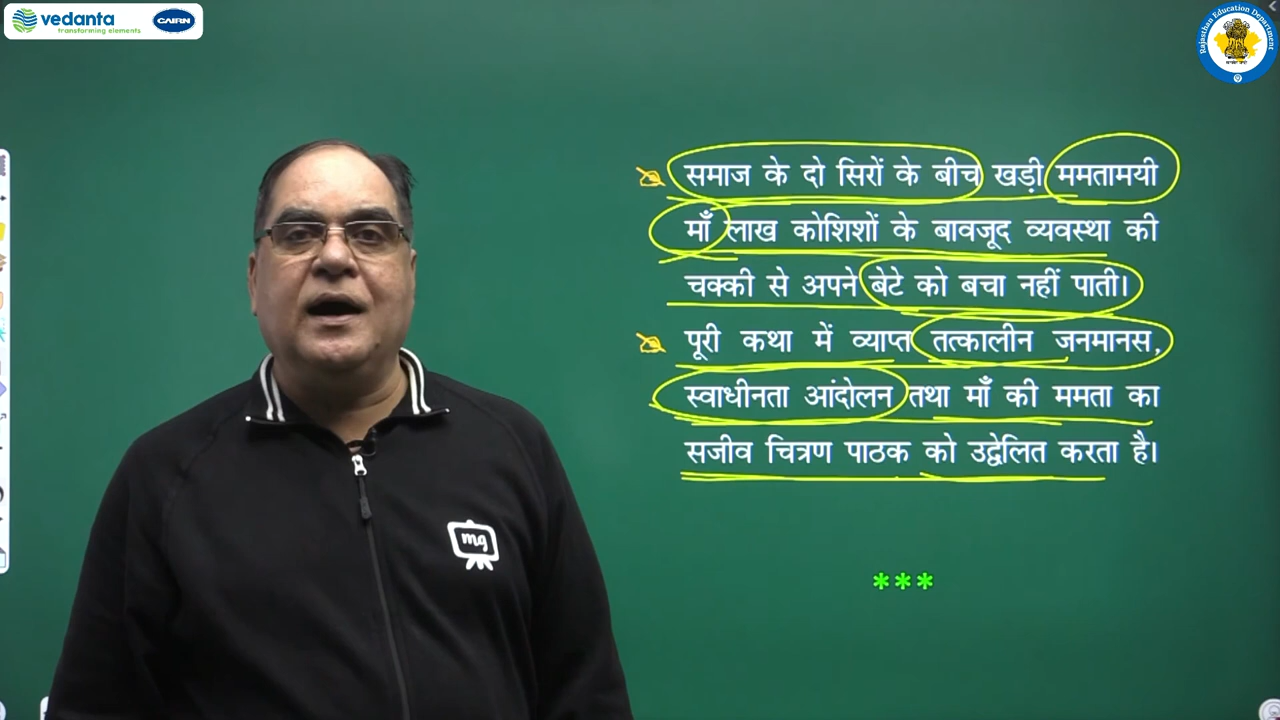 vedanta
transforming elements
CAIRN
Rajasthan Education Department
समाज के दो सिरों के बीच खड़ी ममतामयी
माँ लाख कोशिशों के बावजूद व्यवस्था की
चक्की से अपने बेटे को बचा नहीं पाती।
पूरी कथा में व्याप्त तत्कालीन जनमानस,
स्वाधीनता आंदोलन तथा माँ की ममता का
सजीव चित्रण पाठक को उद्वेलित करता है।
***
mg